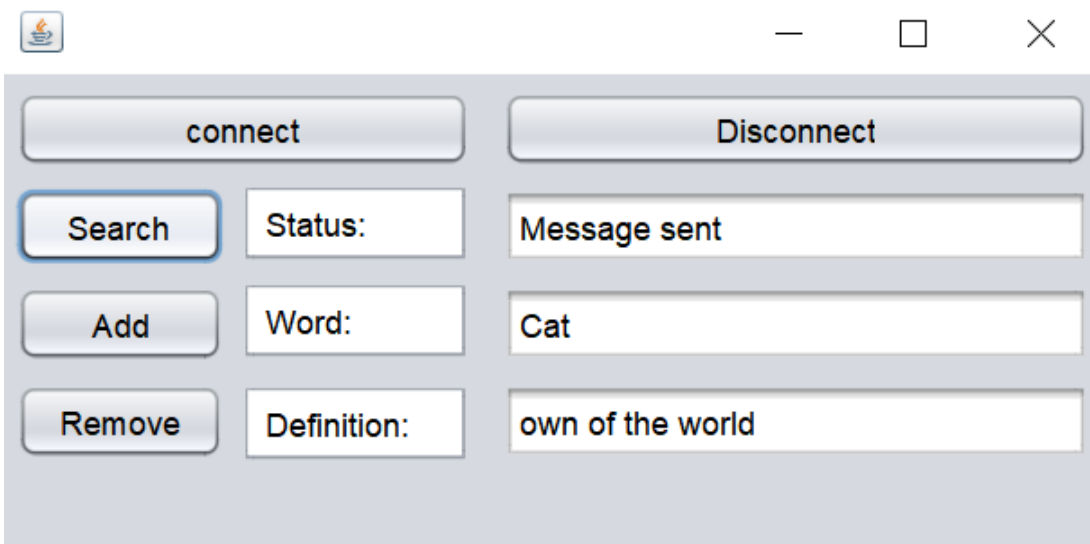 connect Disconnect
Search Status: Message sent
Add Word: Cat
Remove Definition: own of the world